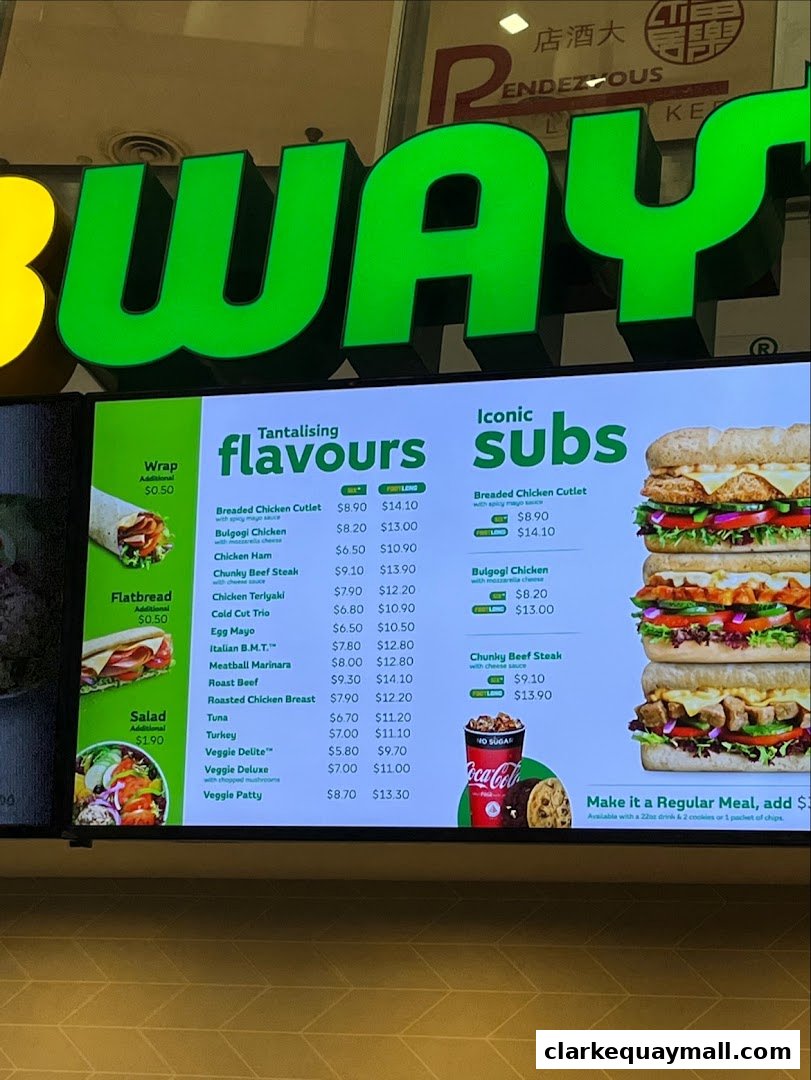 店酒大
RENDEZVOUS
BWAY
®
Wrap
Additional
$0.50
Flatbread
Additional
$0.50
Salad
Additional
$1.90
Tantalising
flavours
SIX™ FOOTLONG
Breaded Chicken Cutlet $8.90 $14.10
with spicy mayo sauce
Bulgogi Chicken $8.20 $13.00
with mozzarella cheese
Chicken Ham $6.50 $10.90
Chunky Beef Steak $9.10 $13.90
with cheese sauce
Chicken Teriyaki $7.90 $12.20
Cold Cut Trio $6.80 $10.90
Egg Mayo $6.50 $10.50
Italian B.M.T.™ $7.80 $12.80
Meatball Marinara $8.00 $12.80
Roast Beef $9.30 $14.10
Roasted Chicken Breast $7.90 $12.20
Tuna $6.70 $11.20
Turkey $7.00 $11.10
Veggie Delite™ $5.80 $9.70
Veggie Deluxe $7.00 $11.00
with chopped mushrooms
Veggie Patty $8.70 $13.30
Iconic
subs
Breaded Chicken Cutlet
with spicy mayo sauce
SIX™ $8.90
FOOTLONG $14.10
Bulgogi Chicken
with mozzarella cheese
SIX™ $8.20
FOOTLONG $13.00
Chunky Beef Steak
with cheese sauce
SIX™ $9.10
FOOTLONG $13.90
NO SUGAR
Coca-Cola
Make it a Regular Meal, add $
Available with a 22oz drink & 2 cookies or 1 packet of chips.
clarkequaymall.com